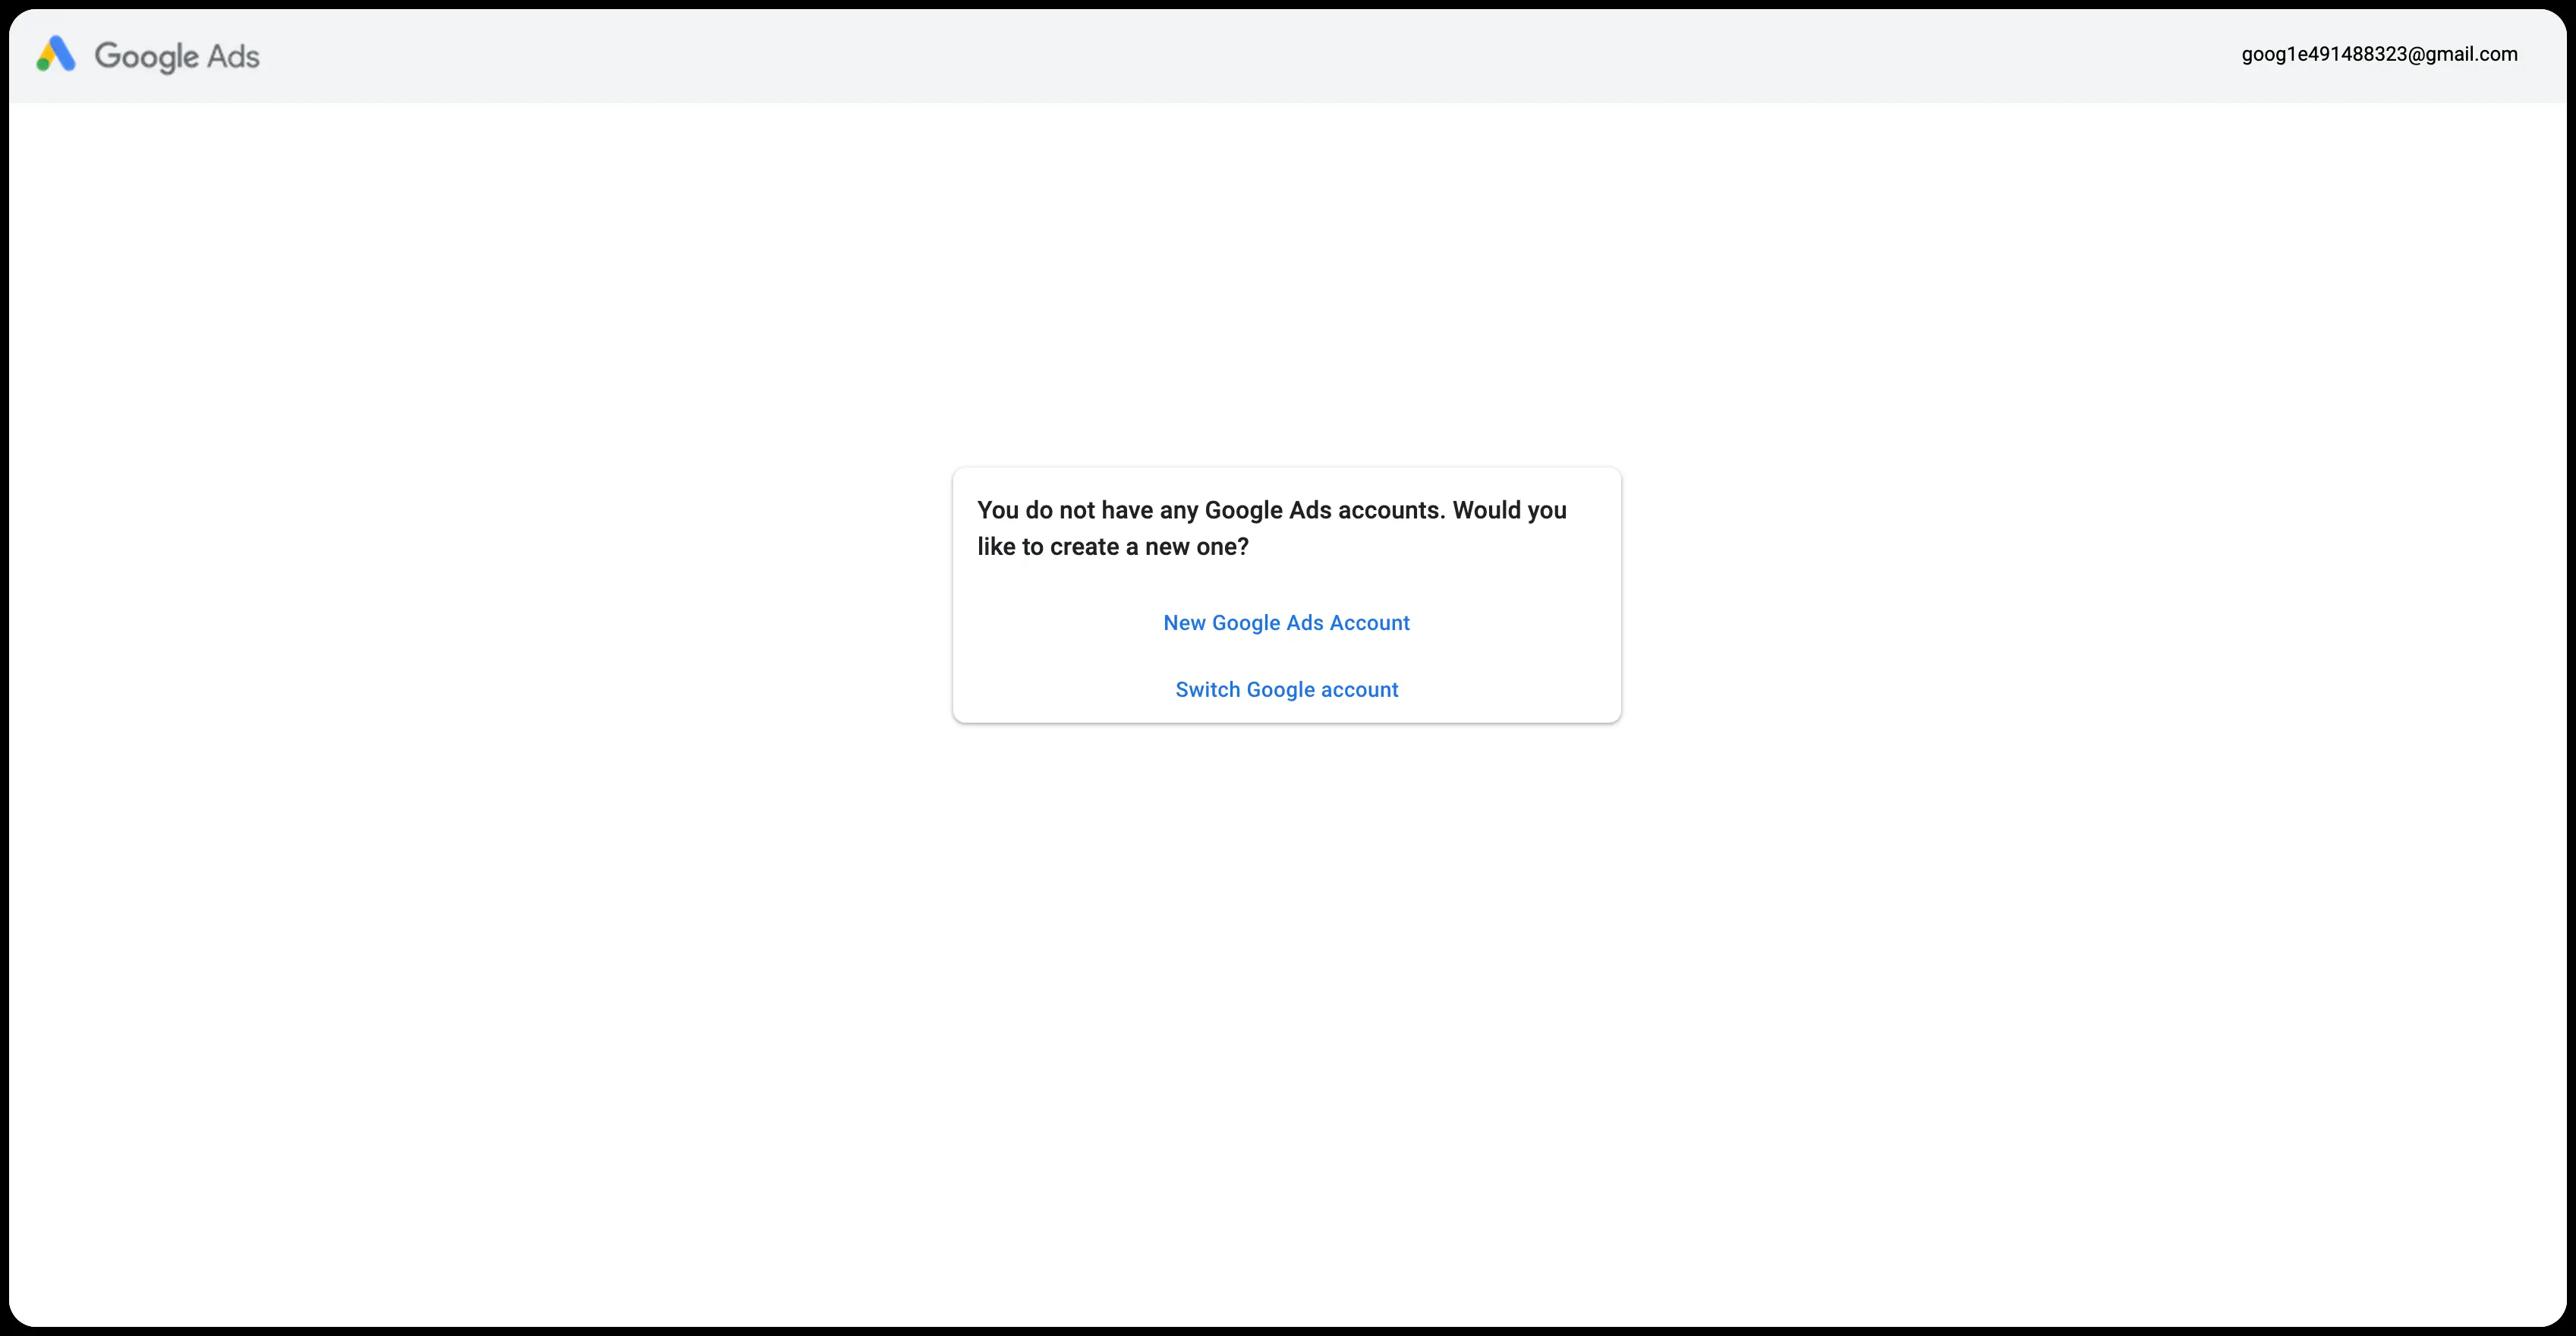 Google Ads
goog1e491488323@gmail.com
You do not have any Google Ads accounts. Would you
like to create a new one?
New Google Ads Account
Switch Google account